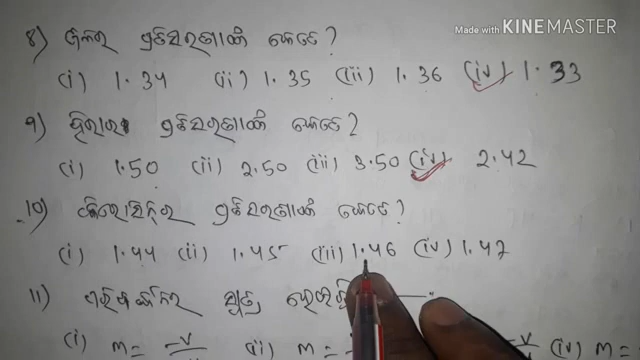 Made with KINEMASTER
୪) ଜଳର ପ୍ରତିସରଣାଙ୍କ କେତେ?
(i) 1.34 (ii) 1.35 (iii) 1.36 (iv) 1.33
୩) ହିରାର ପ୍ରତିସରଣାଙ୍କ କେତେ?
(i) 1.50 (ii) 2.50 (iii) 3.50 (iv) 2.42
10) କିରୋସିନର ପ୍ରତିସରଣାଙ୍କ କେତେ?
(i) 1.44 (ii) 1.45 (iii) 1.46 (iv) 1.47
11) ସୂତ୍ର
(i) m = -v (ii) m = (iv) m =